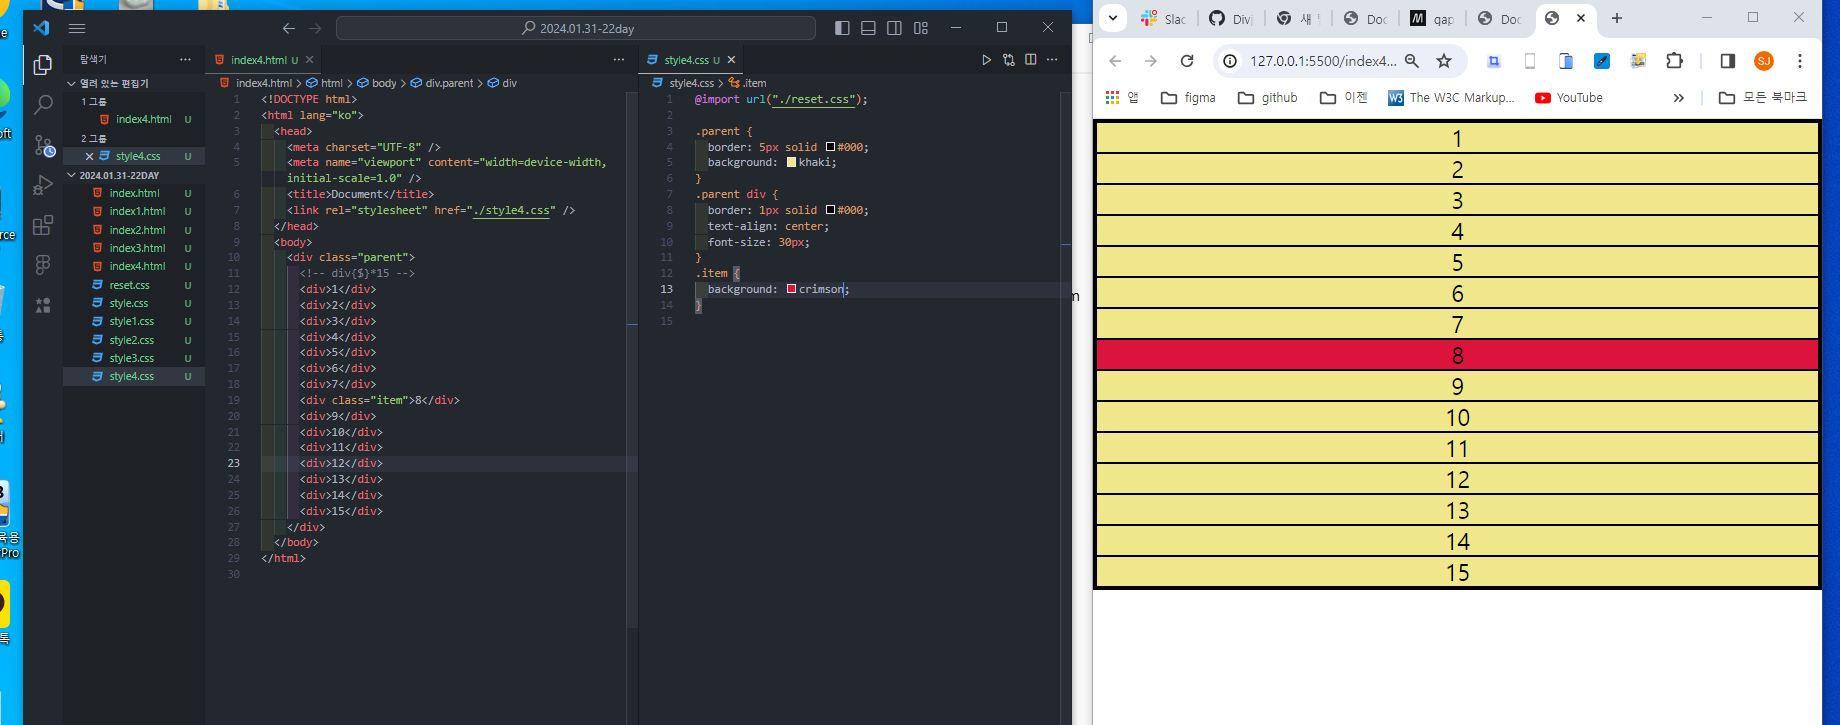 2024.01.31-22day
탐색기
열려 있는 편집기
1 그룹
index4.html U
2 그룹
style4.css U
2024.01.31-22DAY
index.html U
index1.html U
index2.html U
index3.html U
index4.html U
reset.css U
style.css U
style1.css U
style2.css U
style3.css U
style4.css U
index4.html U
index4.html > html > body > div.parent > div
1 <!DOCTYPE html>
2 <html lang="ko">
3 <head>
4 <meta charset="UTF-8" />
5 <meta name="viewport" content="width=device-width,
initial-scale=1.0" />
6 <title>Document</title>
7 <link rel="stylesheet" href="./style4.css" />
8 </head>
9 <body>
10 <div class="parent">
11 <!-- div{$}*15 -->
12 <div>1</div>
13 <div>2</div>
14 <div>3</div>
15 <div>4</div>
16 <div>5</div>
17 <div>6</div>
18 <div>7</div>
19 <div class="item">8</div>
20 <div>9</div>
21 <div>10</div>
22 <div>11</div>
23 <div>12</div>
24 <div>13</div>
25 <div>14</div>
26 <div>15</div>
27 </div>
28 </body>
29 </html>
30
style4.css U
style4.css > .item
1 @import url("./reset.css");
2
3 .parent {
4 border: 5px solid #000;
5 background: khaki;
6 }
7 .parent div {
8 border: 1px solid #000;
9 text-align: center;
10 font-size: 30px;
11 }
12 .item {
13 background: crimson;
14 }
15
Slac
Div
새
Doc
gap
Doc
127.0.0.1:5500/index4...
SJ
앱
figma
github
이젠
The W3C Markup...
YouTube
»
모든 북마크
1
2
3
4
5
6
7
8
9
10
11
12
13
14
15